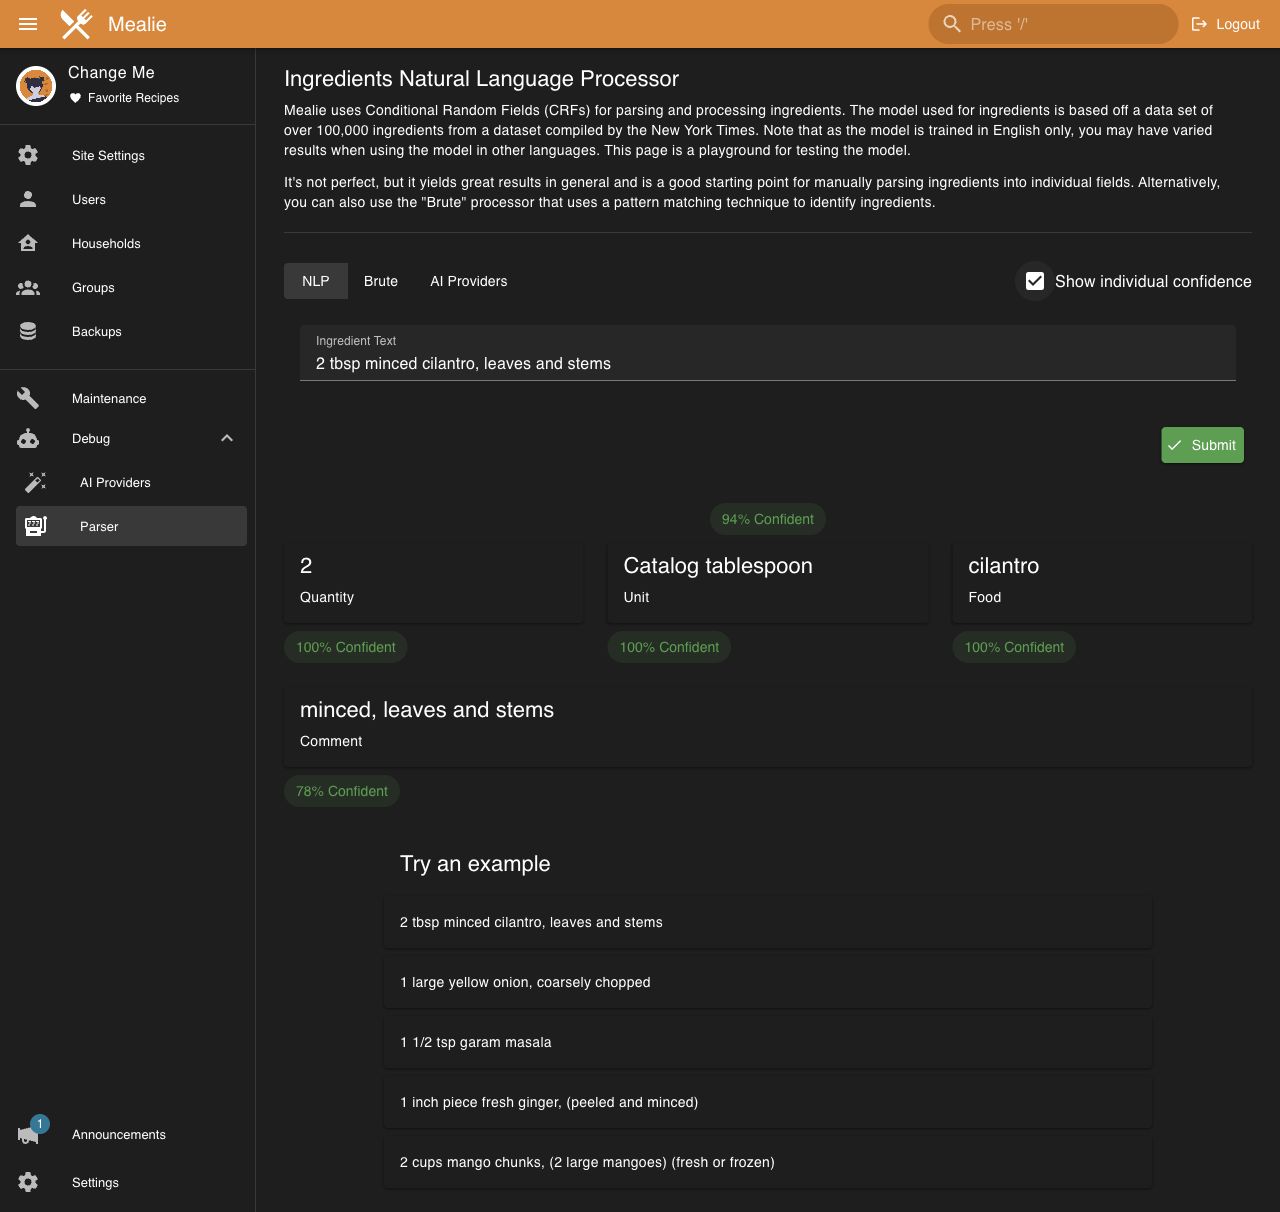 Mealie
Press '/'
Logout
Change Me
Favorite Recipes
Site Settings
Users
Households
Groups
Backups
Maintenance
Debug
AI Providers
Parser
1
Announcements
Settings
Ingredients Natural Language Processor
Mealie uses Conditional Random Fields (CRFs) for parsing and processing ingredients. The model used for ingredients is based off a data set of
over 100,000 ingredients from a dataset compiled by the New York Times. Note that as the model is trained in English only, you may have varied
results when using the model in other languages. This page is a playground for testing the model.
It's not perfect, but it yields great results in general and is a good starting point for manually parsing ingredients into individual fields. Alternatively,
you can also use the "Brute" processor that uses a pattern matching technique to identify ingredients.
NLP
Brute
AI Providers
Show individual confidence
Ingredient Text
2 tbsp minced cilantro, leaves and stems
Submit
94% Confident
2
Quantity
100% Confident
Catalog tablespoon
Unit
100% Confident
cilantro
Food
100% Confident
minced, leaves and stems
Comment
78% Confident
Try an example
2 tbsp minced cilantro, leaves and stems
1 large yellow onion, coarsely chopped
1 1/2 tsp garam masala
1 inch piece fresh ginger, (peeled and minced)
2 cups mango chunks, (2 large mangoes) (fresh or frozen)